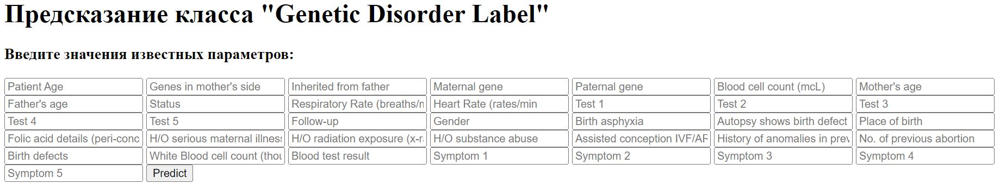 Предсказание класса "Genetic Disorder Label"
Введите значения известных параметров:
Patient Age Genes in mother's side Inherited from father Maternal gene Paternal gene Blood cell count (mcL) Mother's age
Father's age Status Respiratory Rate (breaths/n Heart Rate (rates/min Test 1 Test 2 Test 3
Test 4 Test 5 Follow-up Gender Birth asphyxia Autopsy shows birth defect Place of birth
Folic acid details (peri-conc H/O serious maternal illness H/O radiation exposure (x-ra H/O substance abuse Assisted conception IVF/AR History of anomalies in prev No. of previous abortion
Birth defects White Blood cell count (thou Blood test result Symptom 1 Symptom 2 Symptom 3 Symptom 4
Symptom 5 Predict